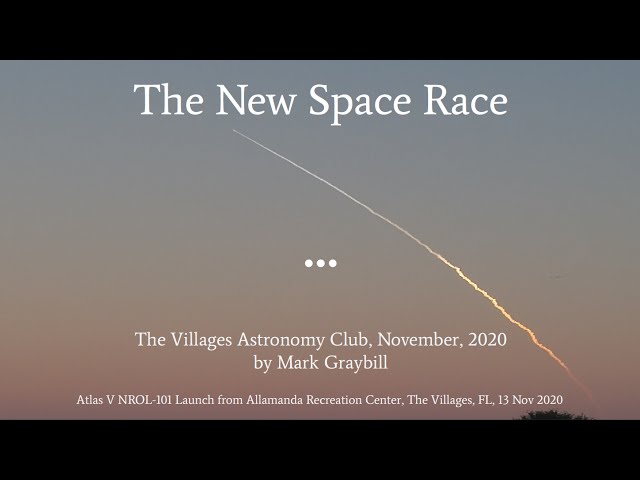 The New Space Race
•••
The Villages Astronomy Club, November, 2020
by Mark Graybill
Atlas V NROL-101 Launch from Allamanda Recreation Center, The Villages, FL, 13 Nov 2020